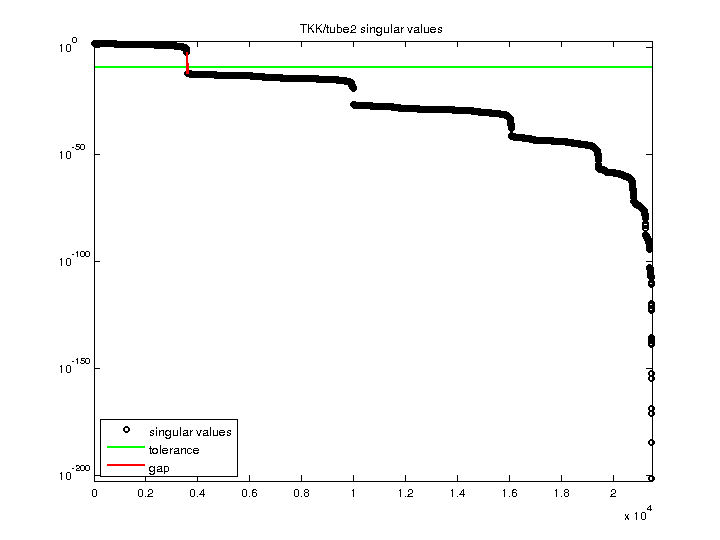 TKK/tube2 singular values
10^0
10^-50
10^-100
10^-150
10^-200
singular values
tolerance
gap
0 0.2 0.4 0.6 0.8 1 1.2 1.4 1.6 1.8 2
x 10^4